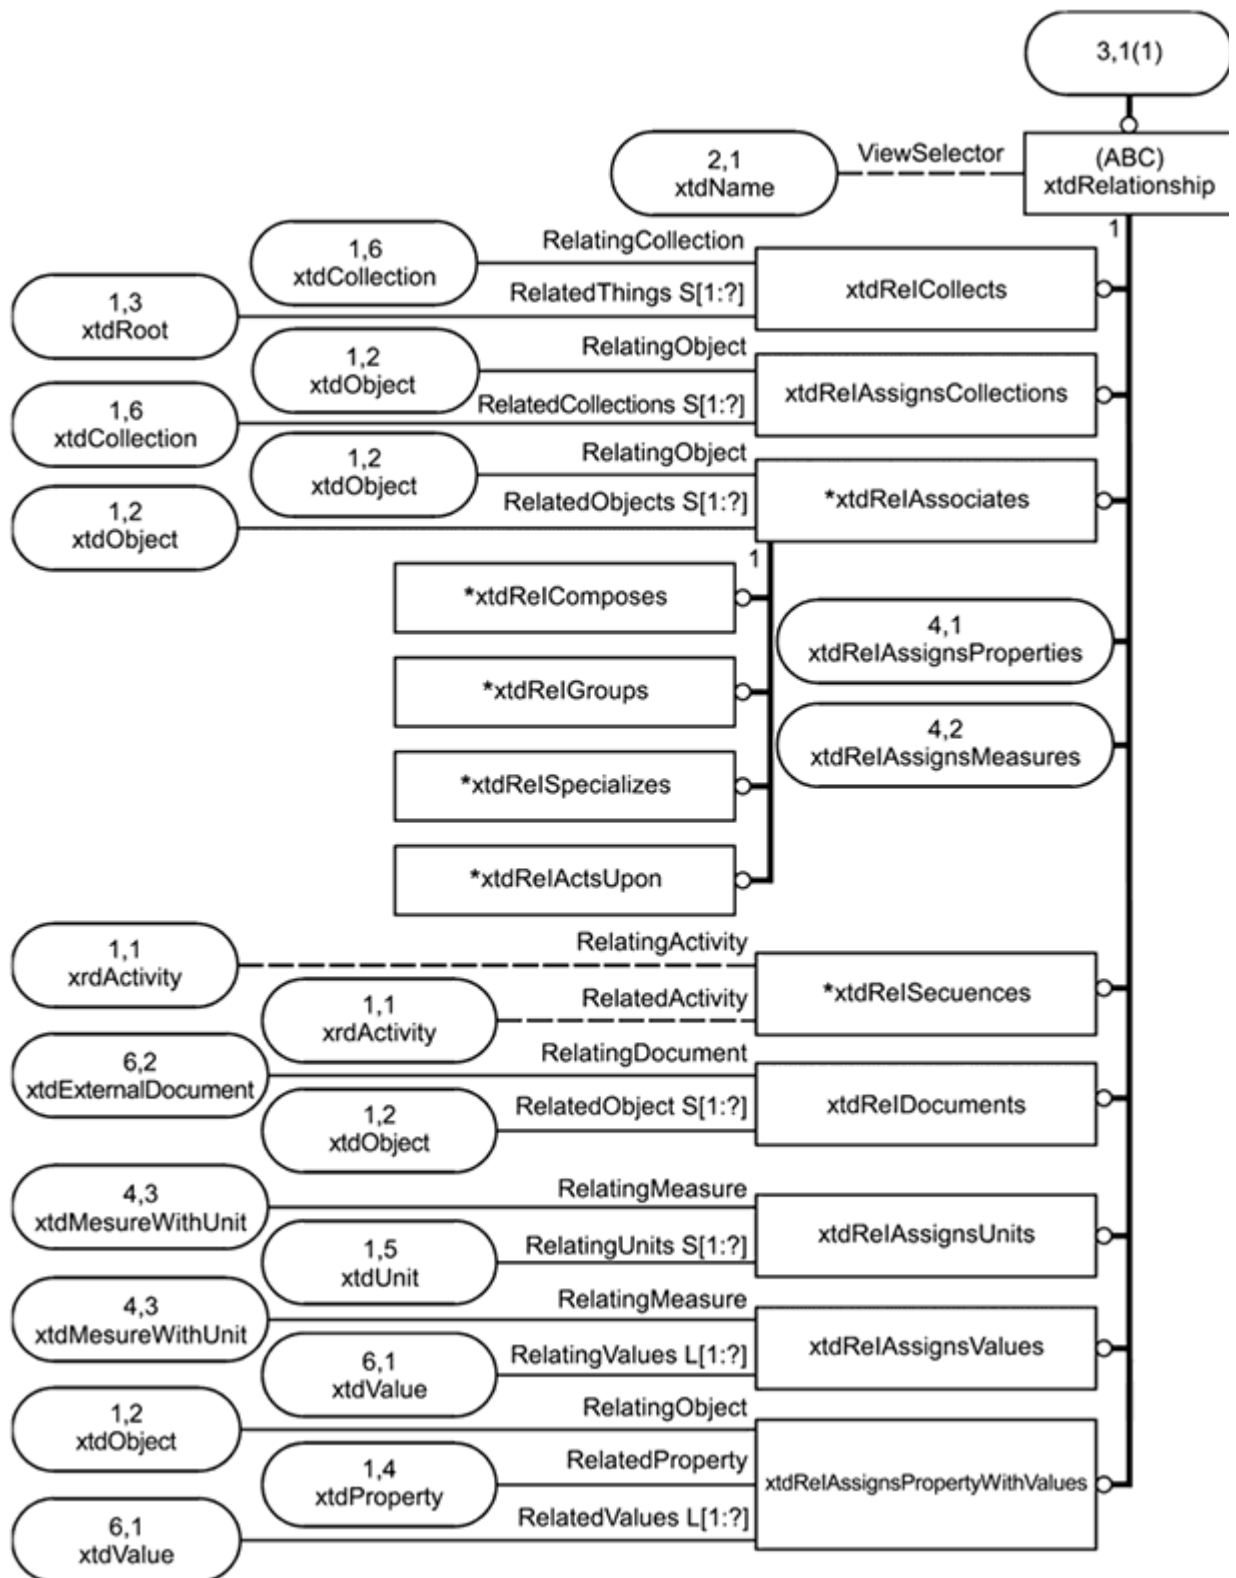 3,1(1)
2,1
xtdName
ViewSelector
(ABC)
xtdRelationship
1
1,6
xtdCollection
RelatingCollection
1,3
xtdRoot
RelatedThings S[1:?]
xtdRelCollects
1,2
xtdObject
RelatingObject
1,6
xtdCollection
RelatedCollections S[1:?]
xtdRelAssignsCollections
1,2
xtdObject
RelatingObject
1,2
xtdObject
RelatedObjects S[1:?]
*xtdRelAssociates
1
*xtdRelComposes
4,1
xtdRelAssignsProperties
*xtdRelGroups
4,2
xtdRelAssignsMeasures
*xtdRelSpecializes
*xtdRelActsUpon
1,1
xrdActivity
RelatingActivity
1,1
xrdActivity
RelatedActivity
*xtdRelSecuences
6,2
xtdExternalDocument
RelatingDocument
1,2
xtdObject
RelatedObject S[1:?]
xtdRelDocuments
4,3
xtdMesureWithUnit
RelatingMeasure
1,5
xtdUnit
RelatingUnits S[1:?]
xtdRelAssignsUnits
4,3
xtdMesureWithUnit
RelatingMeasure
6,1
xtdValue
RelatingValues L[1:?]
xtdRelAssignsValues
1,2
xtdObject
RelatingObject
1,4
xtdProperty
RelatedProperty
6,1
xtdValue
RelatedValues L[1:?]
xtdRelAssignsPropertyWithValues